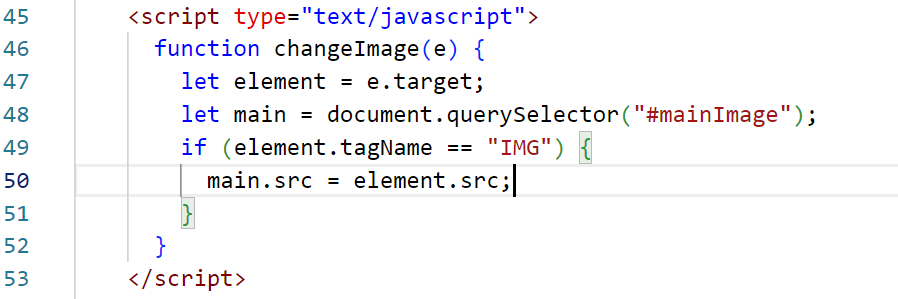 45 <script type="text/javascript">
46 function changeImage(e) {
47 let element = e.target;
48 let main = document.querySelector("#mainImage");
49 if (element.tagName == "IMG") {
50 main.src = element.src;
51 }
52 }
53 </script>